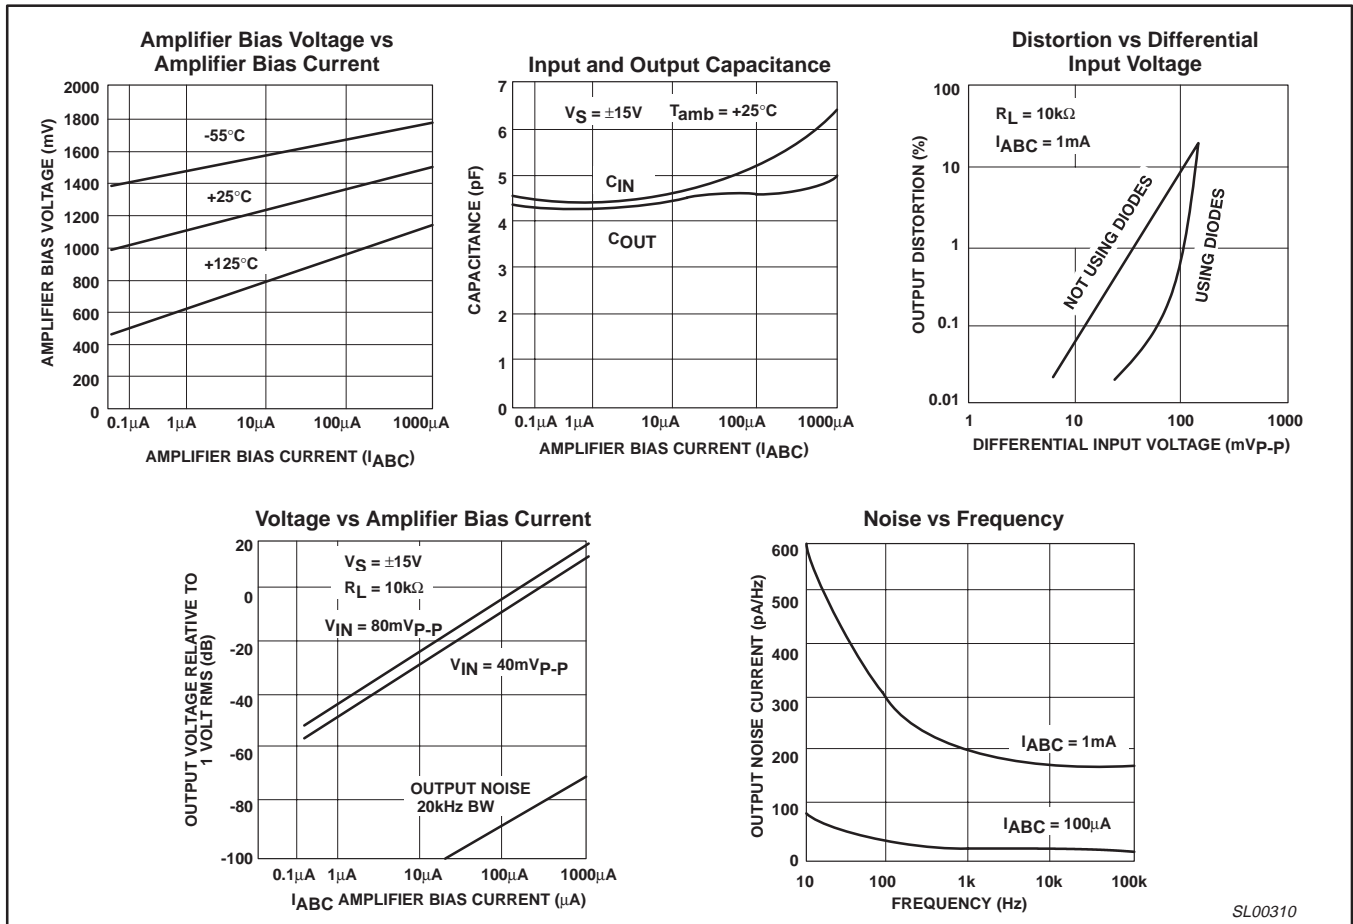 Amplifier Bias Voltage vs
Amplifier Bias Current
AMPLIFIER BIAS VOLTAGE (mV)
2000
1800
1600
1400
1200
1000
800
600
400
200
0
-55°C
+25°C
+125°C
0.1µA 1µA 10µA 100µA 1000µA
AMPLIFIER BIAS CURRENT (IABC)
Input and Output Capacitance
CAPACITANCE (pF)
7
6
5
4
3
2
1
0
VS = ±15V Tamb = +25°C
CIN
COUT
0.1µA 1µA 10µA 100µA 1000µA
AMPLIFIER BIAS CURRENT (IABC)
Distortion vs Differential
Input Voltage
OUTPUT DISTORTION (%)
100
10
1
0.1
0.01
RL = 10kΩ
IABC = 1mA
NOT USING DIODES
USING DIODES
1 10 100 1000
DIFFERENTIAL INPUT VOLTAGE (mVP-P)
Voltage vs Amplifier Bias Current
OUTPUT VOLTAGE RELATIVE TO
1 VOLT RMS (dB)
20
0
-20
-40
-60
-80
-100
VS = ±15V
RL = 10kΩ
VIN = 80mVP-P
VIN = 40mVP-P
OUTPUT NOISE
20kHz BW
0.1µA 1µA 10µA 100µA 1000µA
IABC AMPLIFIER BIAS CURRENT (µA)
Noise vs Frequency
OUTPUT NOISE CURRENT (pA/Hz)
600
500
400
300
200
100
0
IABC = 1mA
IABC = 100µA
10 100 1k 10k 100k
FREQUENCY (Hz)
SL00310